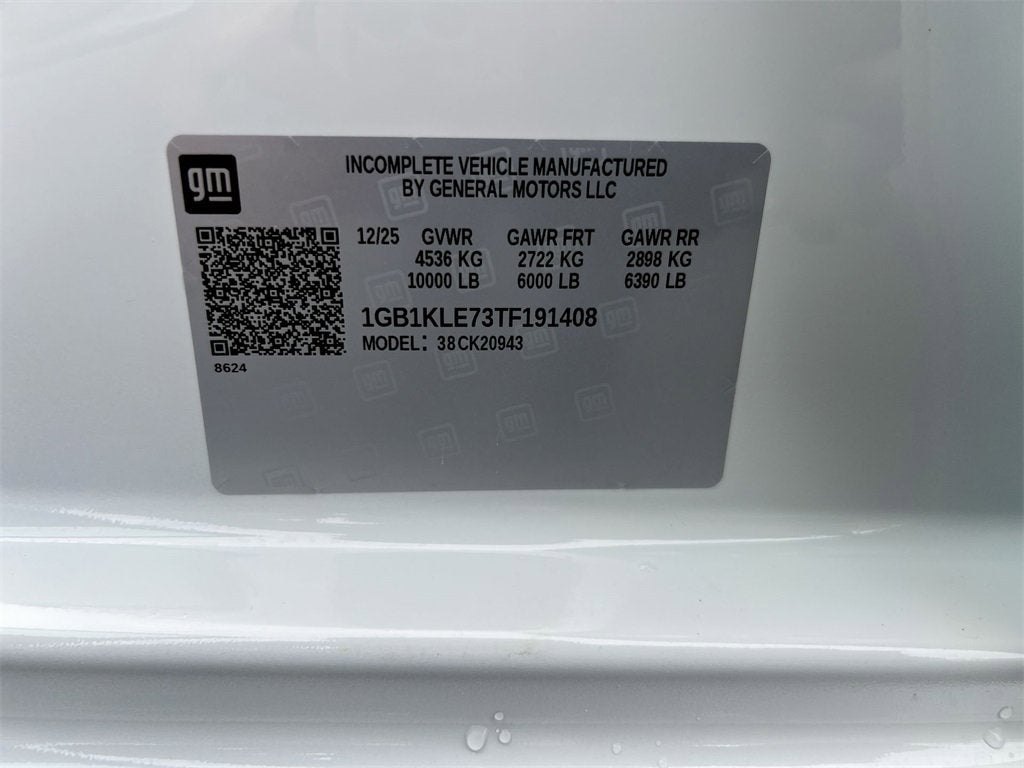 gm
INCOMPLETE VEHICLE MANUFACTURED
BY GENERAL MOTORS LLC
12/25 GVWR GAWR FRT GAWR RR
4536 KG 2722 KG 2898 KG
10000 LB 6000 LB 6390 LB
1GB1KLE73TF191408
MODEL: 38CK20943
8624